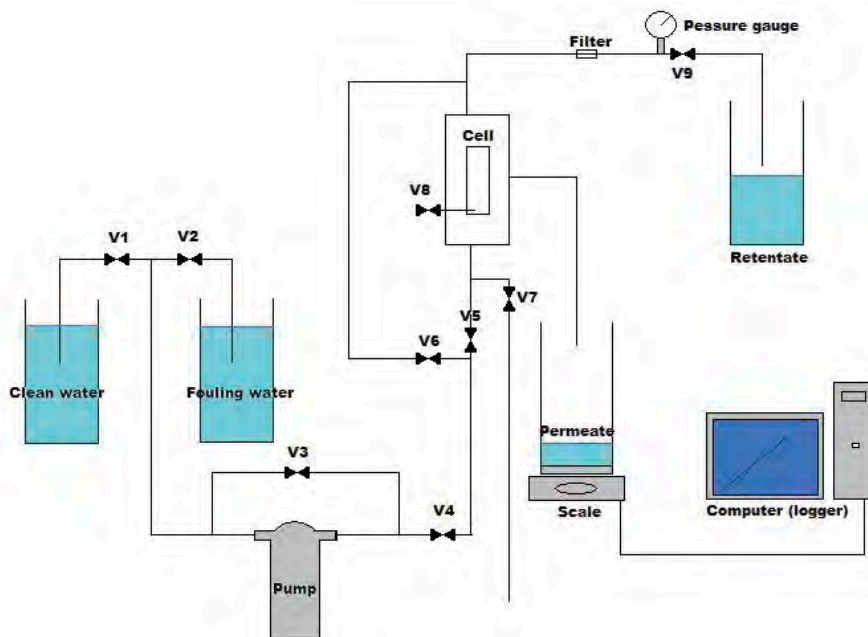 Pessure gauge
Filter
V9
Cell
V8
V1
V2
Retentate
V7
V5
V6
Clean water
Fouling water
Permeate
V3
V4
Scale
Computer (logger)
Pump